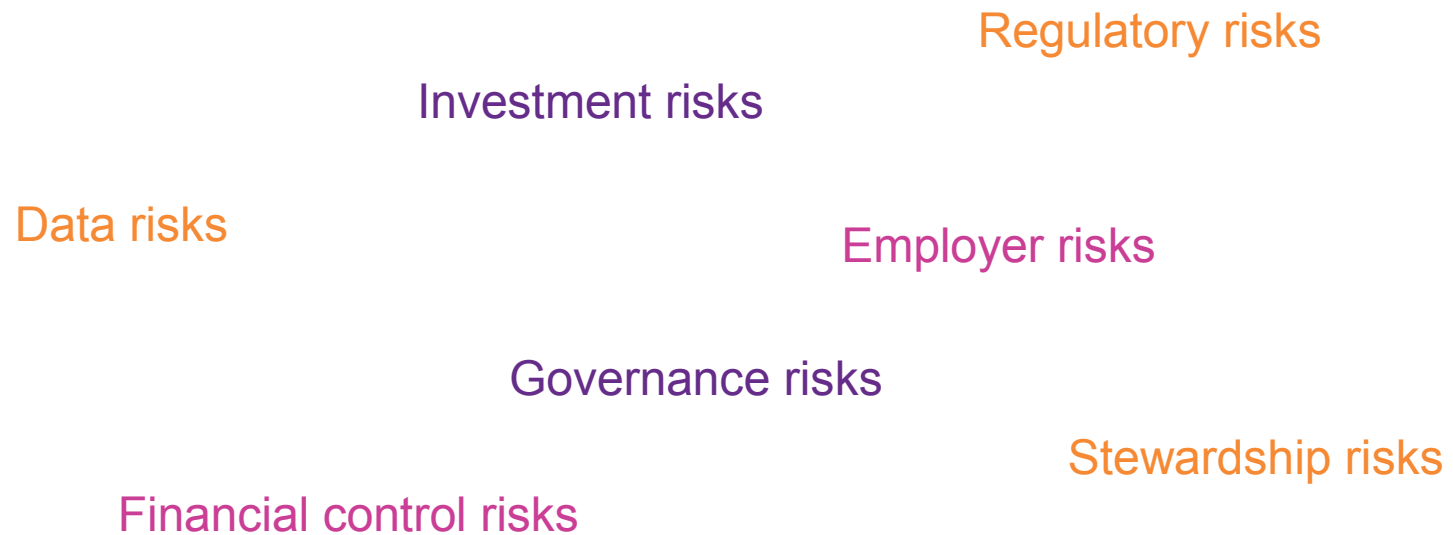 Regulatory risks
Investment risks
Data risks
Employer risks
Governance risks
Stewardship risks
Financial control risks